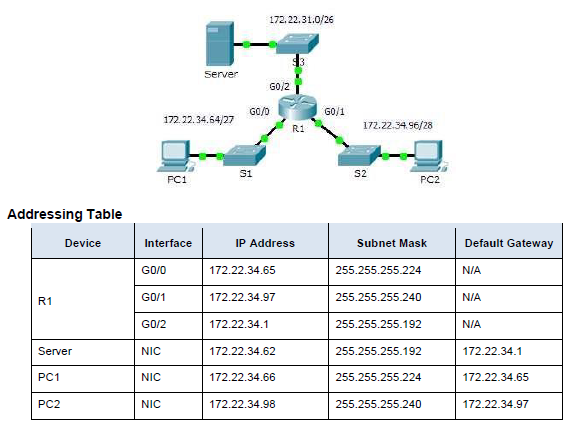 172.22.31.0/26
Server
S3
G0/2
172.22.34.64/27
G0/0
G0/1
R1
172.22.34.96/28
PC1
S1
S2
PC2
Addressing Table
Device Interface IP Address Subnet Mask Default Gateway
R1
G0/0 172.22.34.65 255.255.255.224 N/A
G0/1 172.22.34.97 255.255.255.240 N/A
G0/2 172.22.34.1 255.255.255.192 N/A
Server NIC 172.22.34.62 255.255.255.192 172.22.34.1
PC1 NIC 172.22.34.66 255.255.255.224 172.22.34.65
PC2 NIC 172.22.34.98 255.255.255.240 172.22.34.97